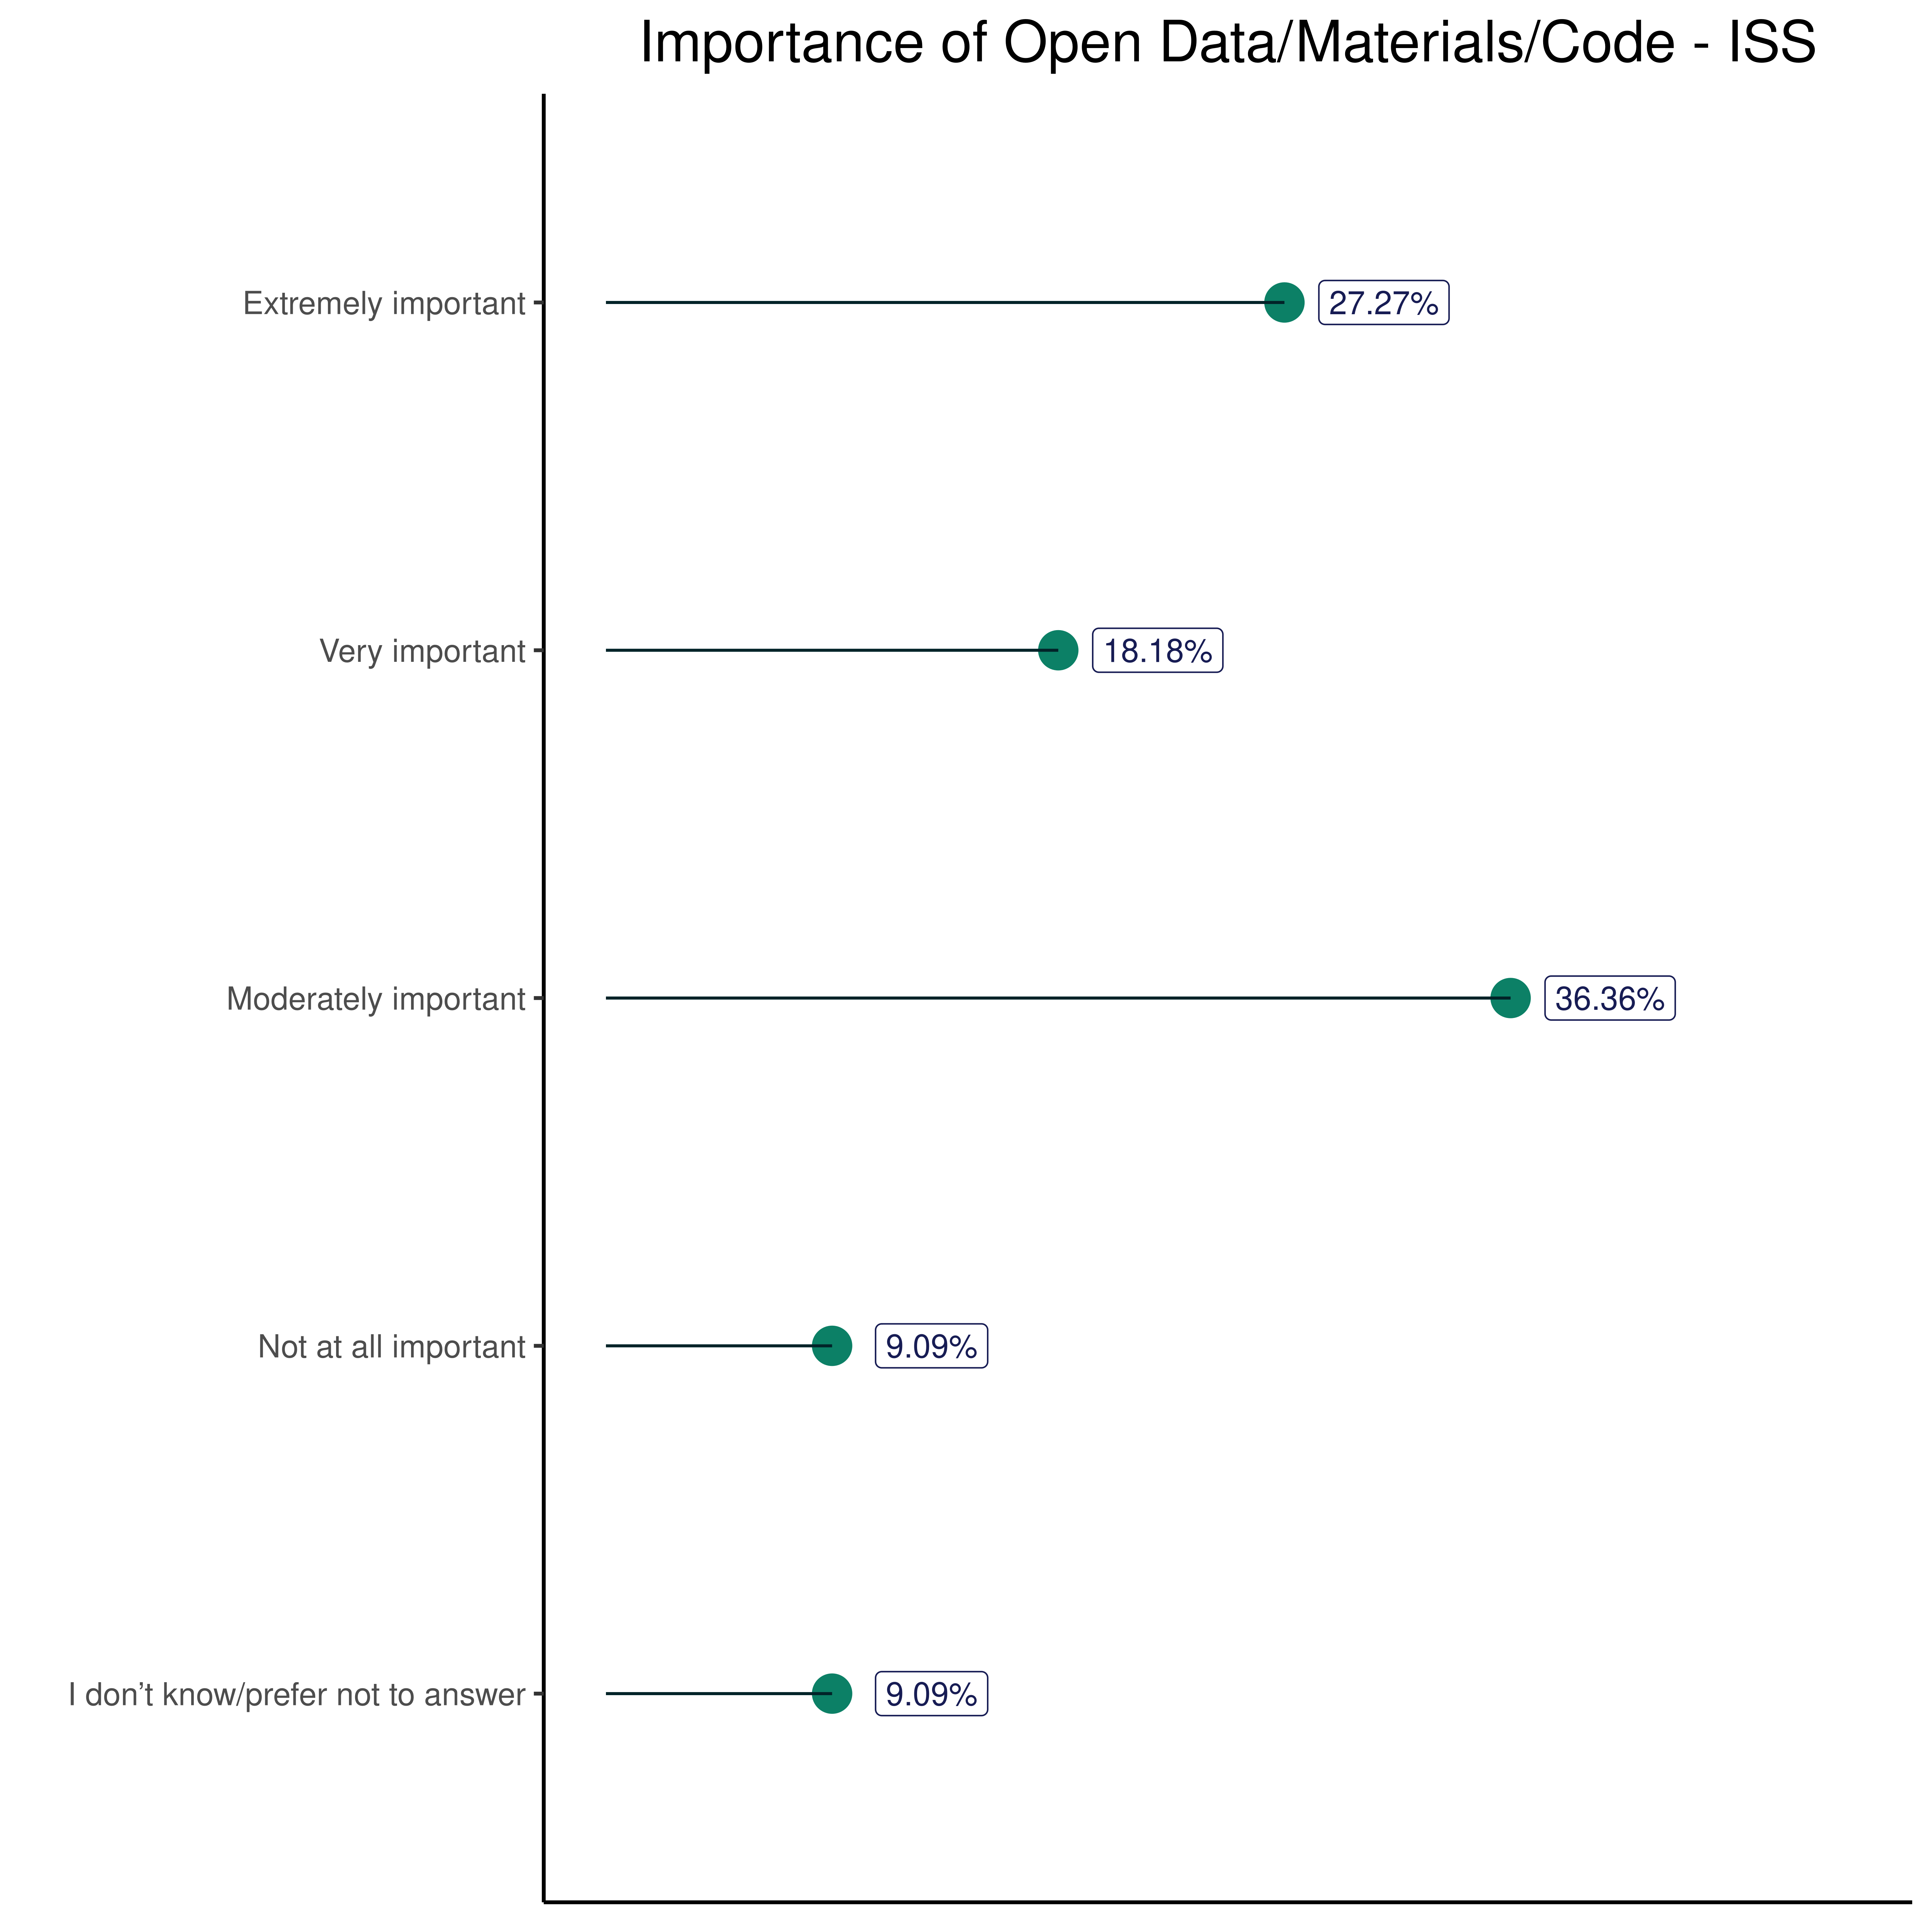 Importance of Open Data/Materials/Code - ISS
Extremely important
27.27%
Very important
18.18%
Moderately important
36.36%
Not at all important
9.09%
I don’t know/prefer not to answer
9.09%